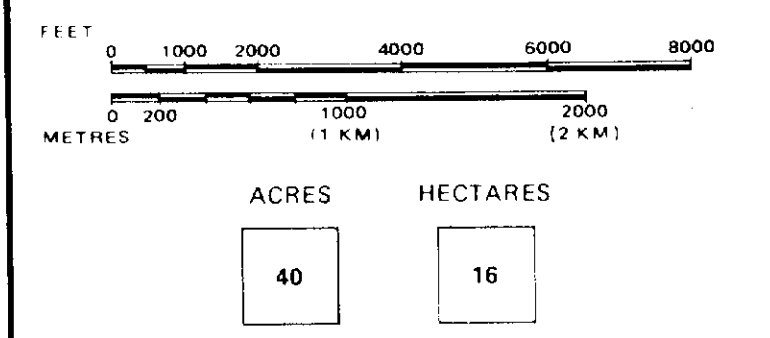 FEET
0 1000 2000 4000 6000 8000
0 200 1000 2000
METRES (1 KM) (2 KM)
ACRES HECTARES
40 16